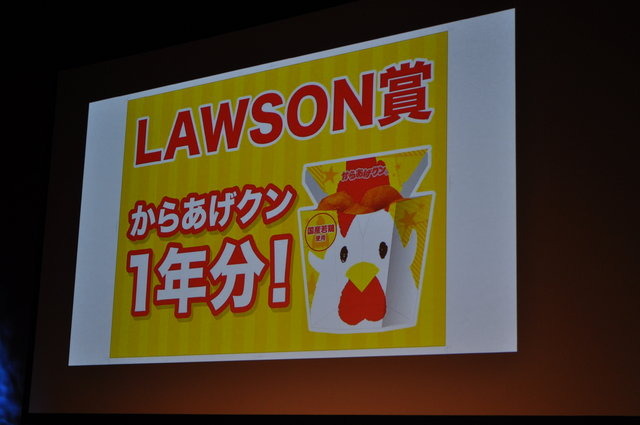 LAWSON賞
からあげクン
1年分!
からあげクン
国産若鶏
使用